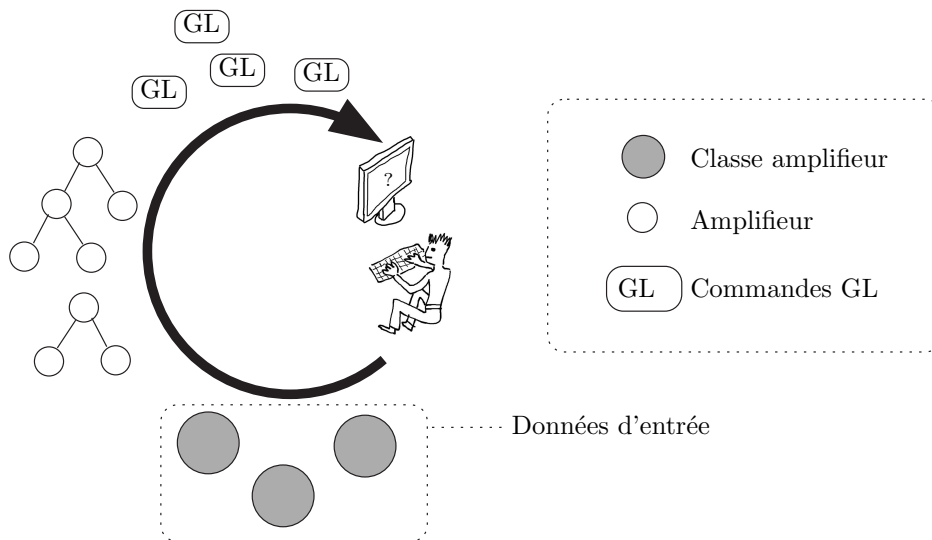 GL
GL
GL
GL
?
Classe amplifieur
Amplifieur
GL Commandes GL
Données d'entrée